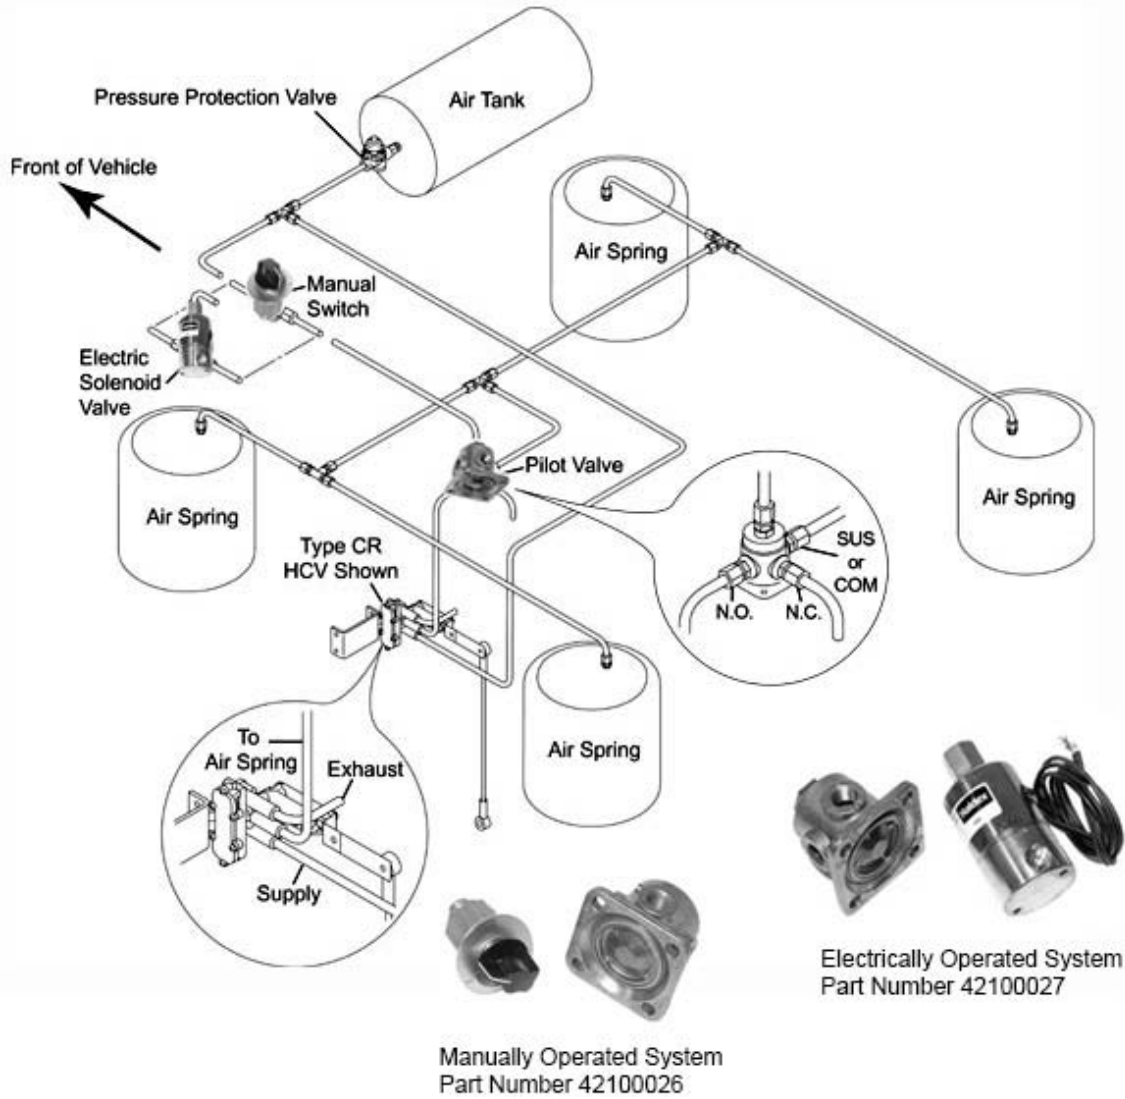 Pressure Protection Valve
Air Tank
Front of Vehicle
Air Spring
Manual
Switch
Electric
Solenoid
Valve
Pilot Valve
Air Spring
Air Spring
Type CR
HCV Shown
SUS
or
COM
N.O.
N.C.
To
Air Spring
Exhaust
Air Spring
Supply
Electrically Operated System
Part Number 42100027
Manually Operated System
Part Number 42100026